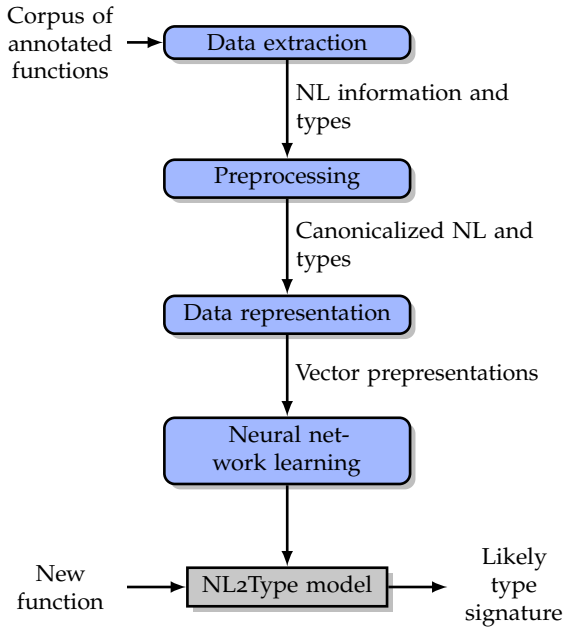 Corpus of
annotated
functions
Data extraction
NL information and
types
Preprocessing
Canonicalized NL and
types
Data representation
Vector prepresentations
Neural net-
work learning
New
function
NL2Type model
Likely
type
signature